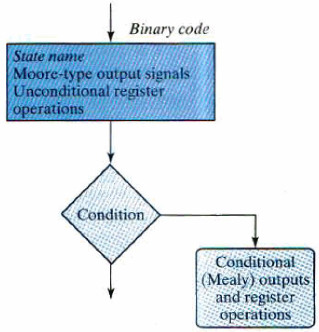 Binary code
State name
Moore-type output signals
Unconditional register
operations
Condition
Conditional
(Mealy) outputs
and register
operations